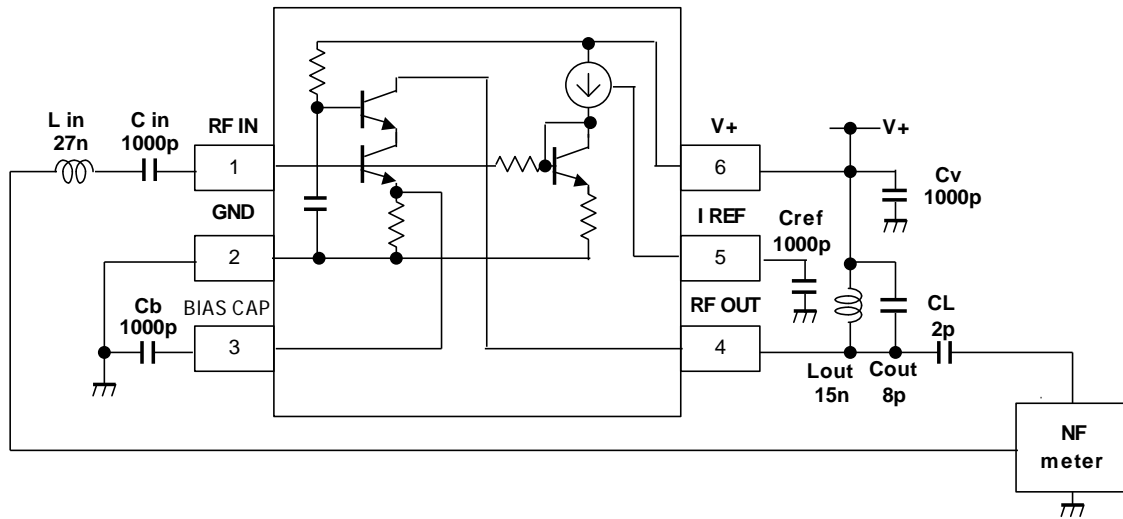 L in
27n
C in
1000p
RF IN
1
GND
2
Cb
1000p
BIAS CAP
3
V+
6
I REF
5
RF OUT
4
V+
Cv
1000p
Cref
1000p
CL
2p
Lout
15n
Cout
8p
NF
meter